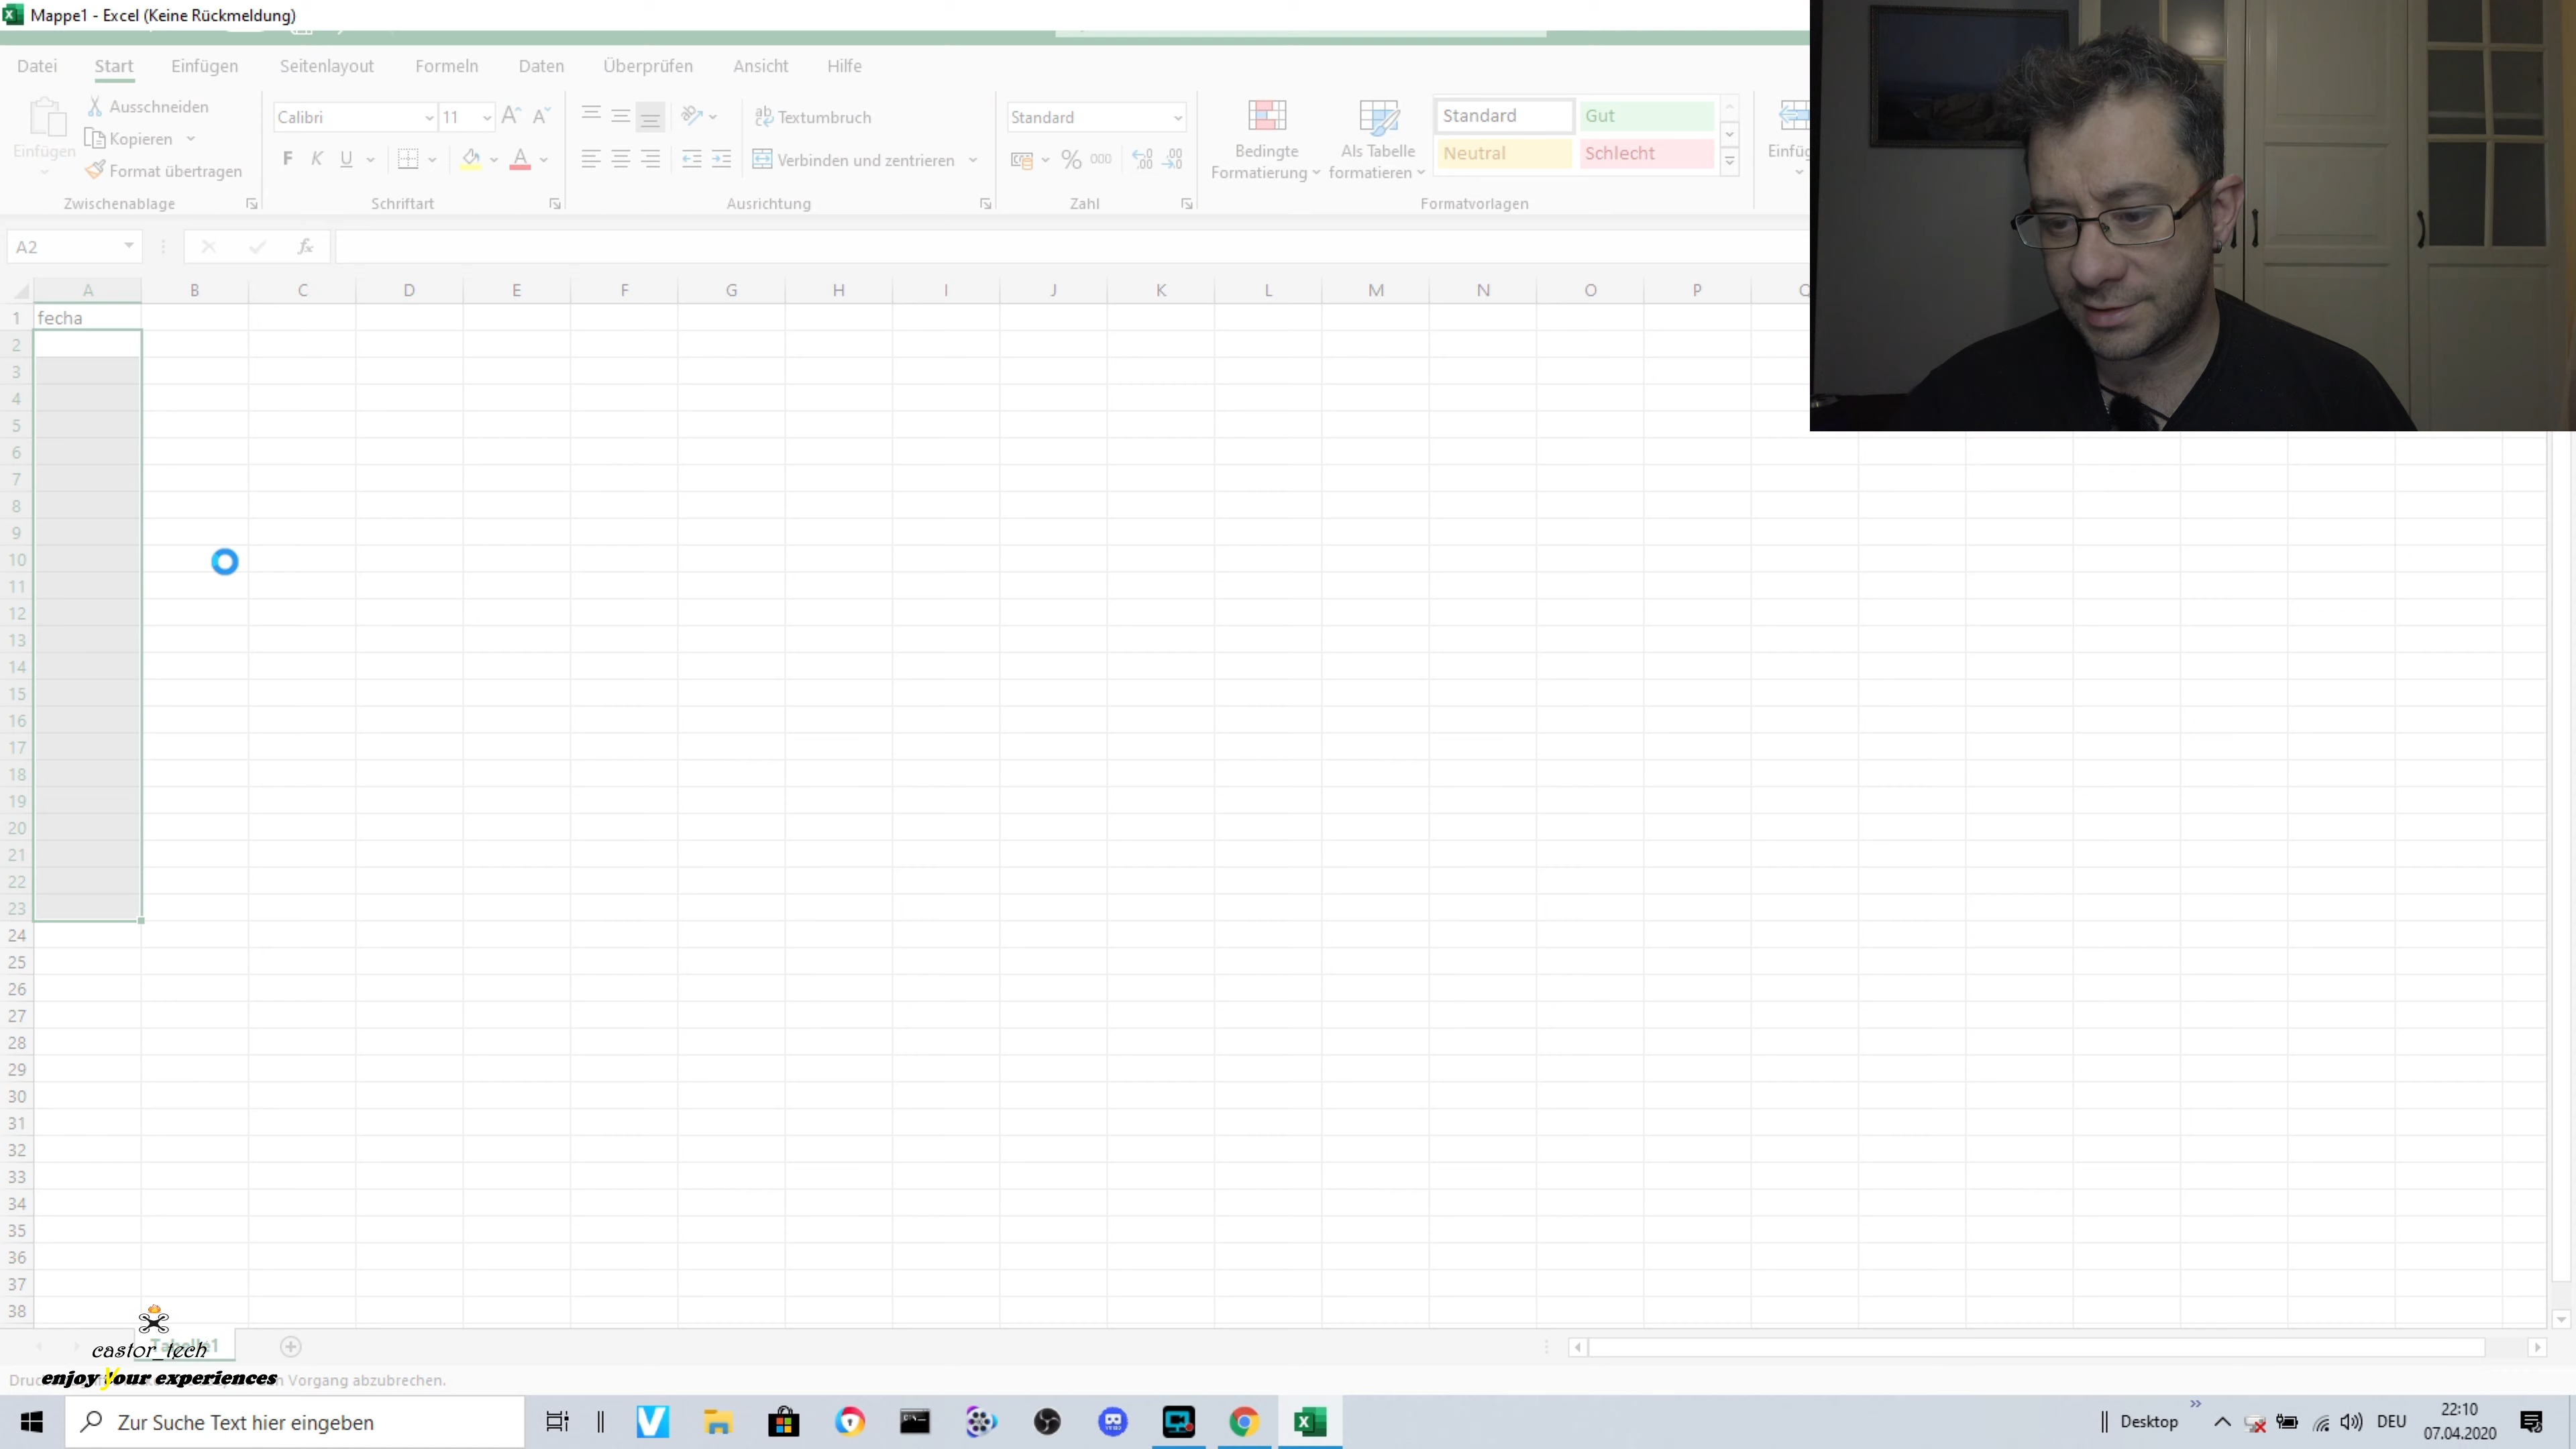 Mappe1 - Excel (Keine Rückmeldung)
Datei Start Einfügen Seitenlayout Formeln Daten Überprüfen Ansicht Hilfe
Einfügen
Ausschneiden
Kopieren
Format übertragen
Zwischenablage
Calibri 11
F K U
Schriftart
Textumbruch
Verbinden und zentrieren
Ausrichtung
Standard
% 000
Zahl
Bedingte Formatierung
Als Tabelle formatieren
Standard Gut
Neutral Schlecht
Formatvorlagen
A2 fx
A B C D E F G H I J K L M N O P
1 fecha
2
3
4
5
6
7
8
9
10
11
12
13
14
15
16
17
18
19
20
21
22
23
24
25
26
27
28
29
30
31
32
33
34
35
36
37
38
castor_tech
enjoy your experiences
Vorgang abzubrechen.
Zur Suche Text hier eingeben
Desktop
DEU
22:10
07.04.2020